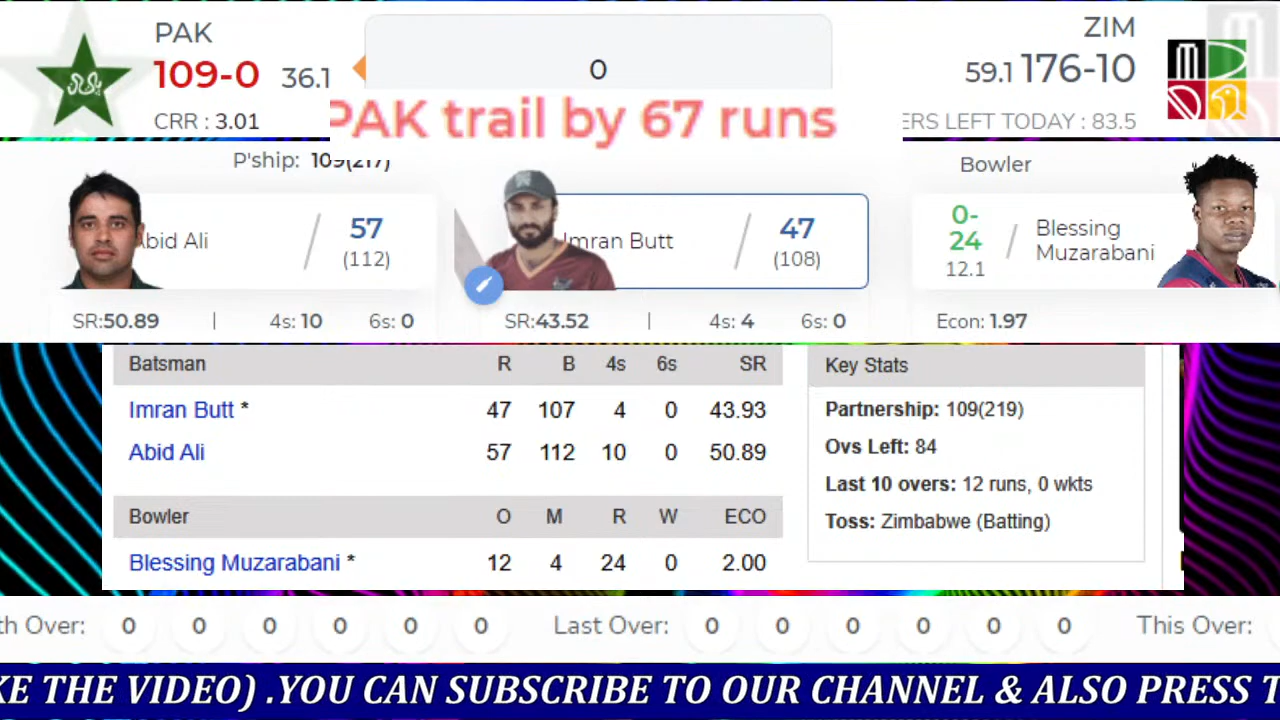 PAK
109-0 36.1
CRR : 3.01
0
PAK trail by 67 runs
ZIM
59.1 176-10
ERS LEFT TODAY : 83.5
P'ship: 109(217)
Abid Ali
57
(112)
SR:50.89 | 4s: 10 6s: 0
Imran Butt
47
(108)
SR:43.52 | 4s: 4 6s: 0
Bowler
0-
24
12.1
Blessing
Muzarabani
Econ: 1.97
Batsman R B 4s 6s SR
Imran Butt * 47 107 4 0 43.93
Abid Ali 57 112 10 0 50.89
Bowler O M R W ECO
Blessing Muzarabani * 12 4 24 0 2.00
Key Stats
Partnership: 109(219)
Ovs Left: 84
Last 10 overs: 12 runs, 0 wkts
Toss: Zimbabwe (Batting)
th Over: 0 0 0 0 0 0 Last Over: 0 0 0 0 0 0 This Over:
KE THE VIDEO) .YOU CAN SUBSCRIBE TO OUR CHANNEL & ALSO PRESS T